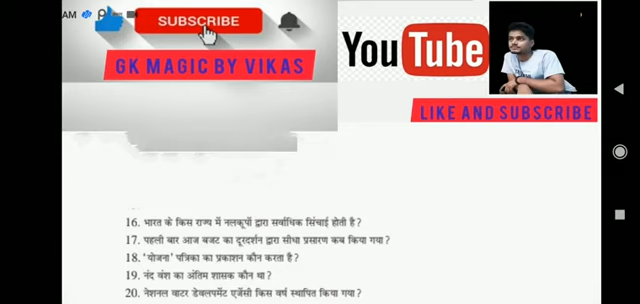 AM
SUBSCRIBE
GK MAGIC BY VIKAS
YouTube
LIKE AND SUBSCRIBE
16. भारत के किस राज्य में नलकूपों द्वारा सर्वाधिक सिंचाई होती है?
17. पहली बार आज बजट का दूरदर्शन द्वारा सीधा प्रसारण कब किया गया?
18. 'योजना' पत्रिका का प्रकाशन कौन करता है?
19. नंद वंश का अंतिम शासक कौन था?
20. नेशनल वाटर डेवलपमेंट एजेंसी किस वर्ष स्थापित किया गया?